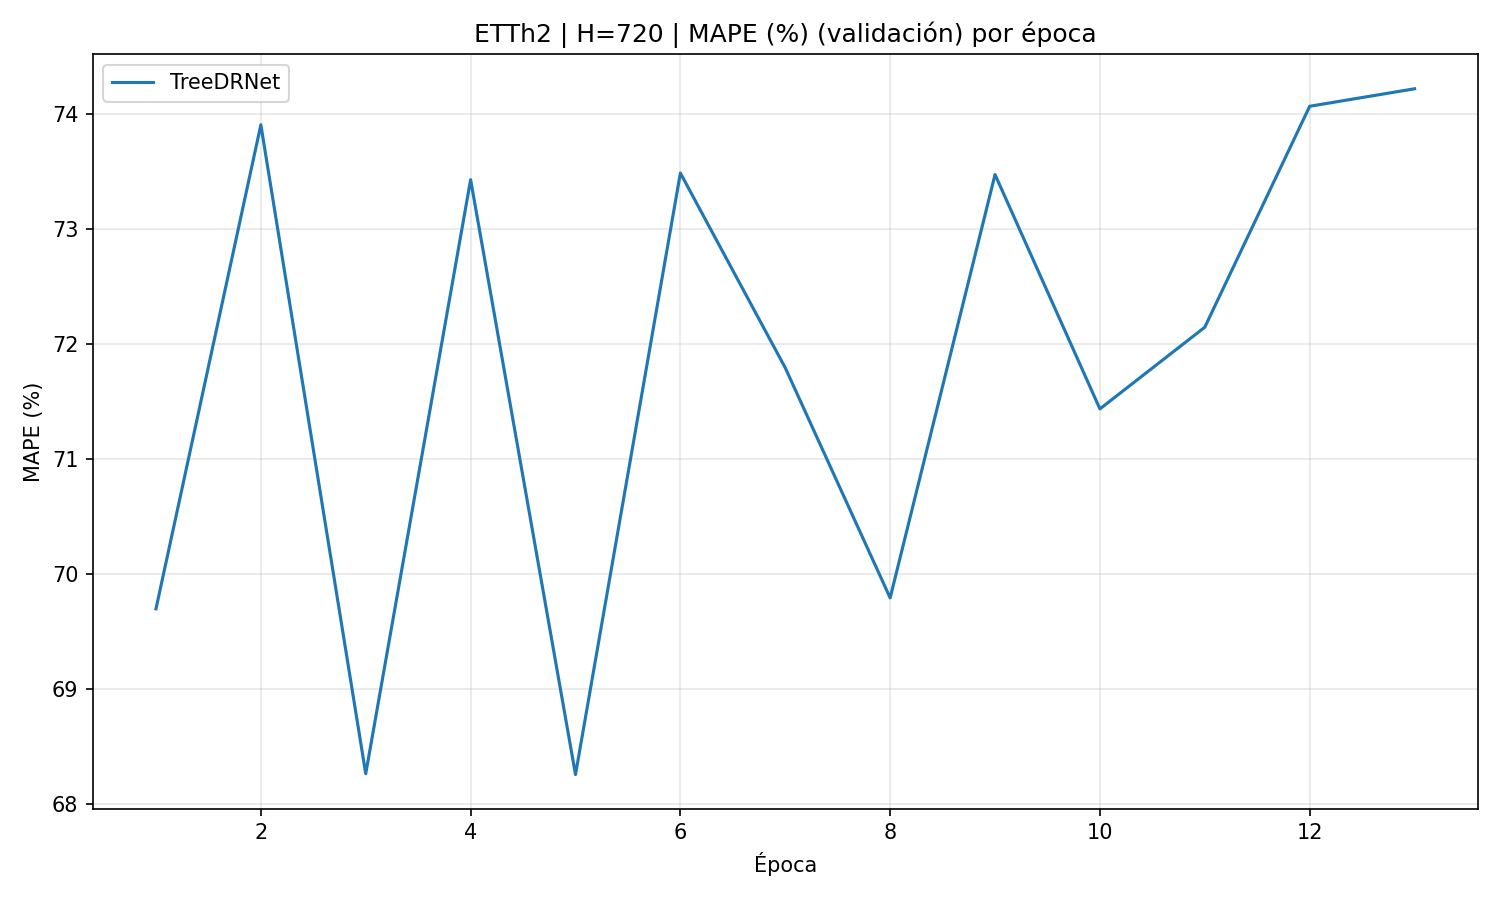 ETTh2 | H=720 | MAPE (%) (validación) por época
TreeDRNet
74
73
72
71
70
69
68
MAPE (%)
2 4 6 8 10 12
Época